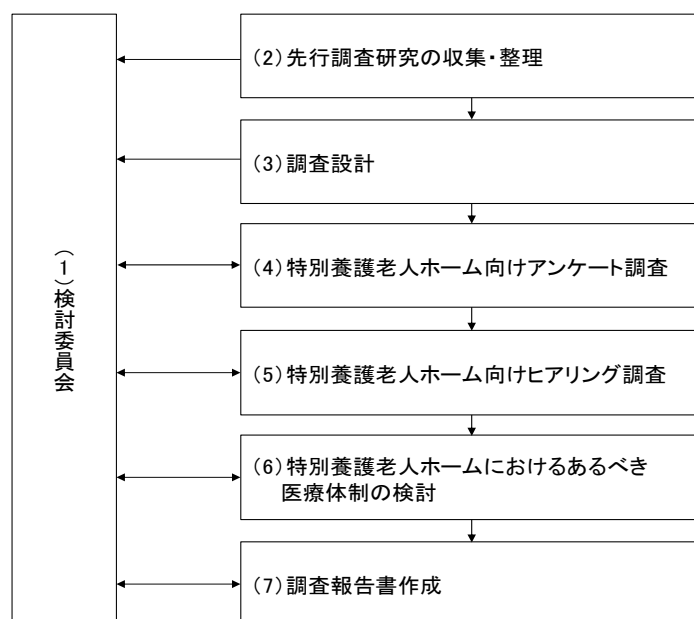 (1)検討委員会
(2)先行調査研究の収集・整理
(3)調査設計
(4)特別養護老人ホーム向けアンケート調査
(5)特別養護老人ホーム向けヒアリング調査
(6)特別養護老人ホームにおけるあるべき
医療体制の検討
(7)調査報告書作成